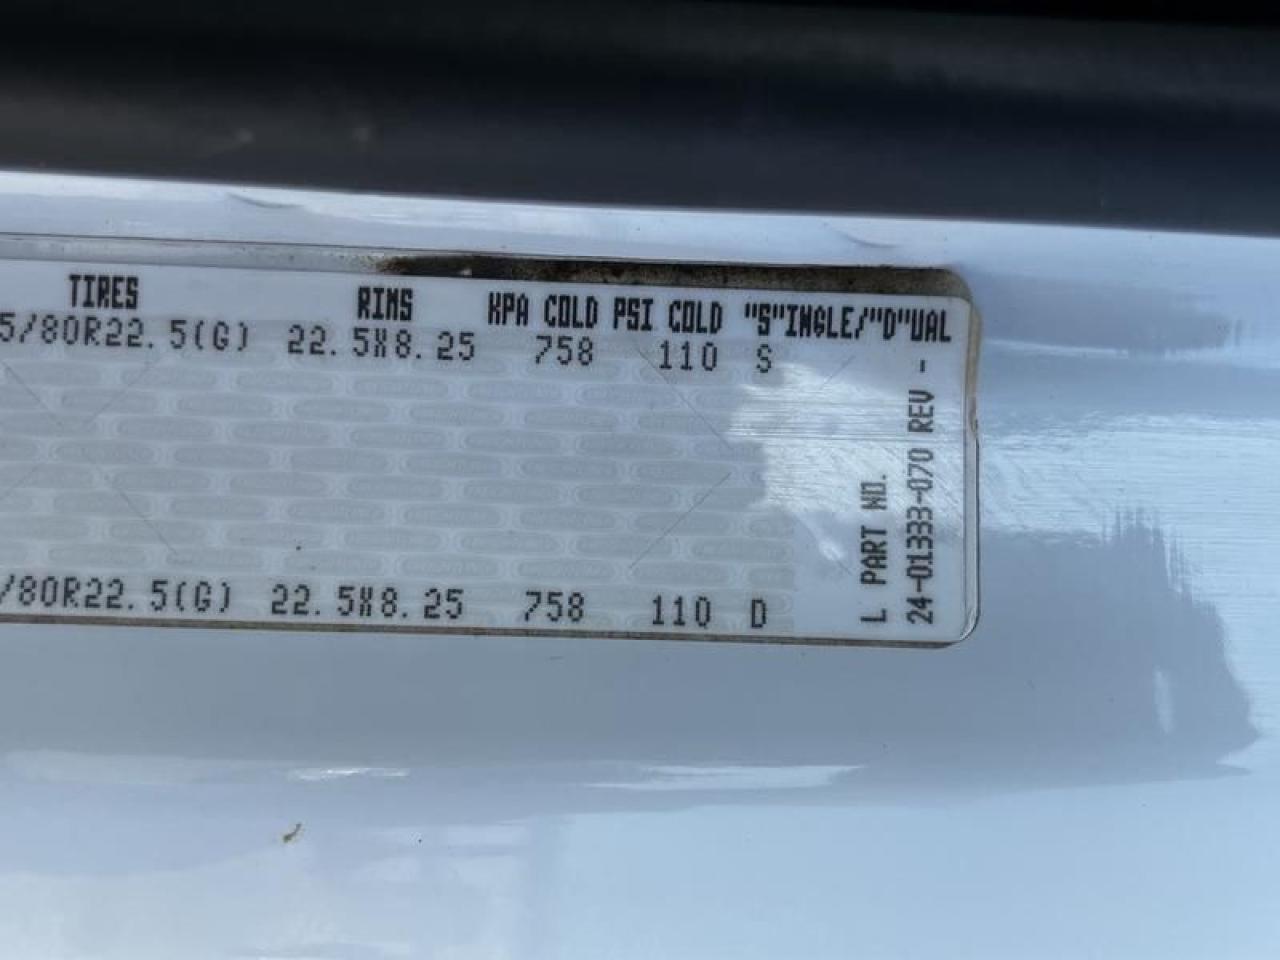 TIRES RIMS KPA COLD PSI COLD "S"INGLE/"D"UAL
5/80R22.5(G) 22.5X8.25 758 110 S
/80R22.5(G) 22.5X8.25 758 110 D
L PART NO.
24-01333-070 REV -